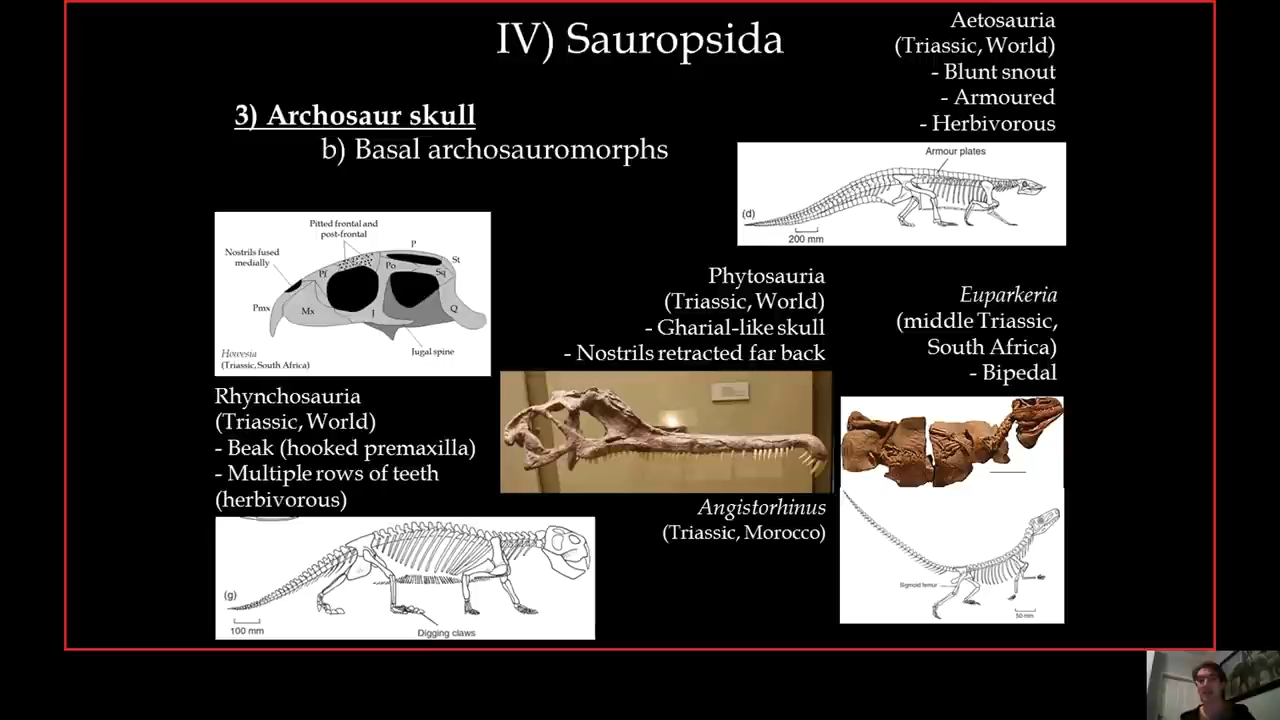 IV) Sauropsida
3) Archosaur skull
b) Basal archosauromorphs
Aetosauria
(Triassic, World)
- Blunt snout
- Armoured
- Herbivorous
Armour plates
(d)
200 mm
Pitted frontal and
post-frontal
Nostrils fused
medially
P
St
Pf
Po
Sq
Pmx
Mx
J
Q
Jugal spine
Howesia
(Triassic, South Africa)
Rhynchosauria
(Triassic, World)
- Beak (hooked premaxilla)
- Multiple rows of teeth
(herbivorous)
(g)
100 mm
Digging claws
Phytosauria
(Triassic, World)
- Gharial-like skull
- Nostrils retracted far back
Angistorhinus
(Triassic, Morocco)
Euparkeria
(middle Triassic,
South Africa)
- Bipedal
Sigmoid femur
50 mm